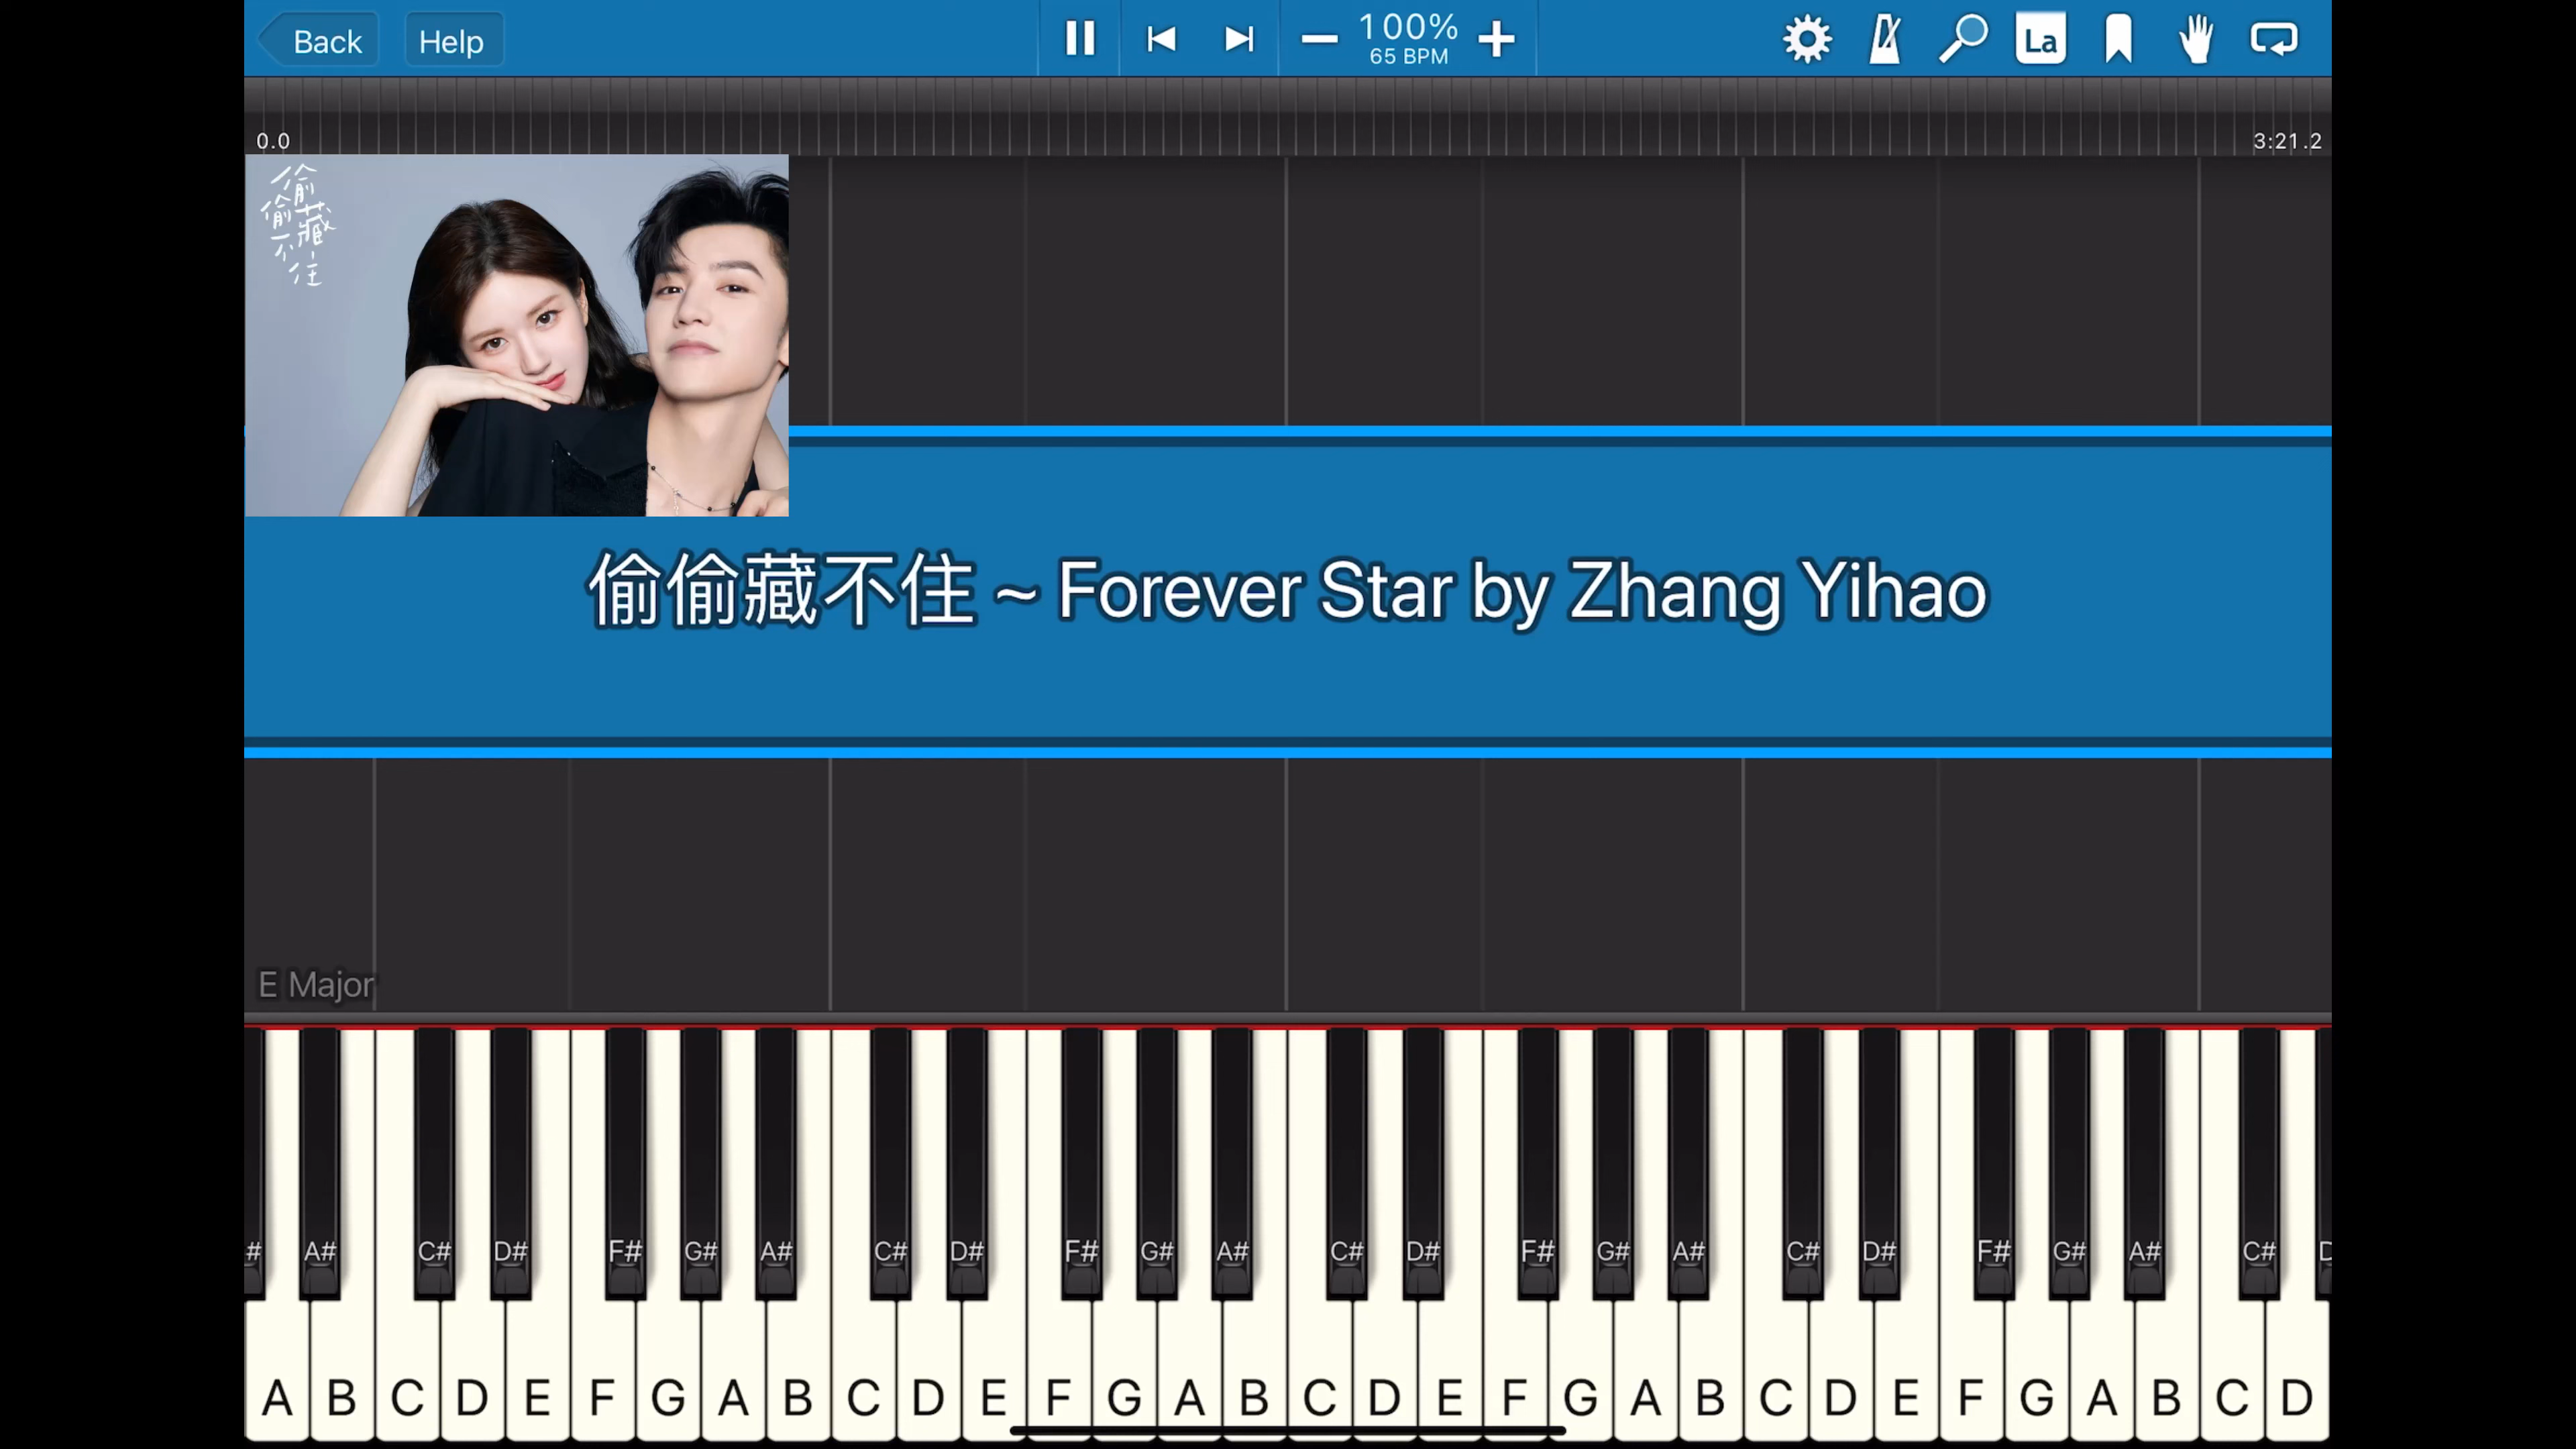 Back
Help
100%
65 BPM
La
0.0
3:21.2
偷偷藏不住
偷偷藏不住 ~ Forever Star by Zhang Yihao
E Major
# A# C# D# F# G# A# C# D# F# G# A# C# D# F# G# A# C# D# F# G# A# C# D
A B C D E F G A B C D E F G A B C D E F G A B C D E F G A B C D